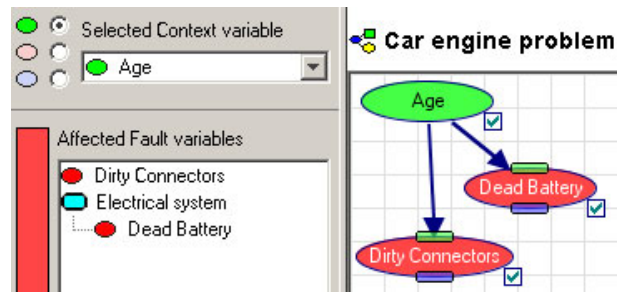 Selected Context variable
Age
Affected Fault variables
Dirty Connectors
Electrical system
Dead Battery
Car engine problem
Age
Dead Battery
Dirty Connectors